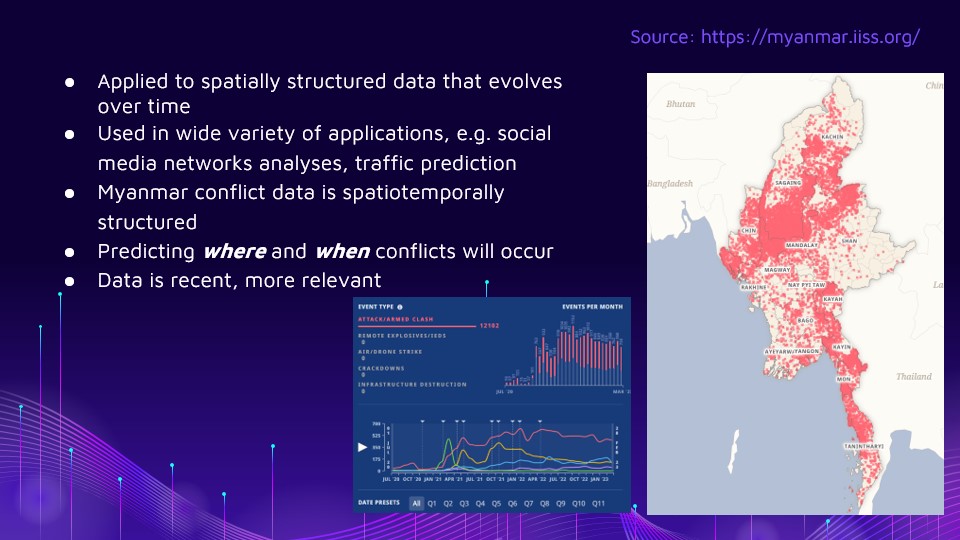 Source: https://myanmar.iiss.org/
● Applied to spatially structured data that evolves
over time
● Used in wide variety of applications, e.g. social
media networks analyses, traffic prediction
● Myanmar conflict data is spatiotemporally
structured
● Predicting where and when conflicts will occur
● Data is recent, more relevant
EVENT TYPE
EVENTS PER MONTH
ATTACK/ARMED CLASH
12192
REMOTE EXPLOSIVES/IEDS
0
AIR/DRONE STRIKE
0
CRACKDOWNS
0
INFRASTRUCTURE DESTRUCTION
0
JUL '20
700
525
350
175
0
JUL '20 OCT '20 JAN '21 APR '21 JUL '21 OCT '21 JAN '22 APR '22 JUL '22 OCT '22 JAN '23
DATE PRESETS All Q1 Q2 Q3 Q4 Q5 Q6 Q7 Q8 Q9 Q10 Q11
Bhutan
KACHIN
Bangladesh
SAGAING
CHIN
SHAN
MANDALAY
MAGWAY
NAY PYI TAW
RAKHINE
KAYAH
BAGO
KAYIN
AYEYARWADY
YANGON
Thailand
MON
TANINTHARYI